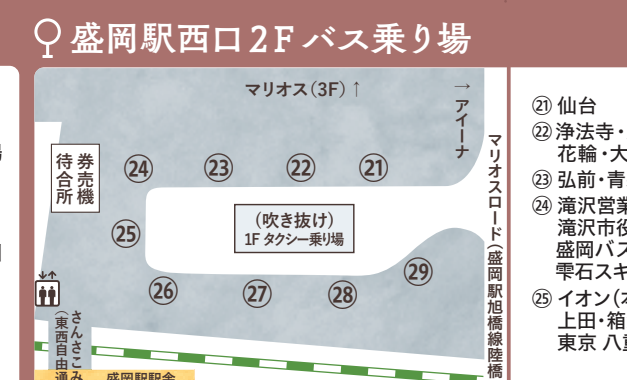 盛岡駅西口2F バス乗り場
マリオス(3F)↑
→アイーナ
マリオスロード(盛岡駅旭橋線陸橋
券売機
待合所
㉔ ㉓ ㉒ ㉑
(吹き抜け)
1F タクシー乗り場
㉕
㉖ ㉗ ㉘ ㉙
さんさこみ
(東西自由通
盛岡駅駅舎
㉑ 仙台
㉒ 浄法寺・
花輪・大
㉓ 弘前・青
㉔ 滝沢営業
滝沢市役
盛岡バス
雫石スキ
㉕ イオン(本
上田・箱
東京 八重